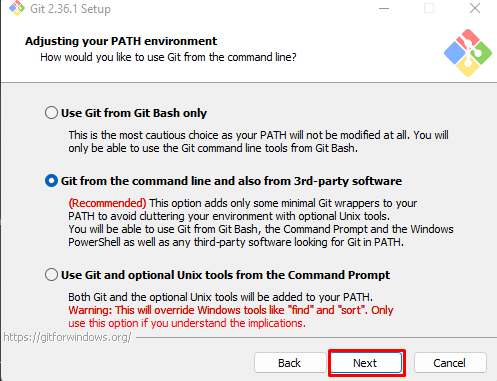 Git 2.36.1 Setup
Adjusting your PATH environment
How would you like to use Git from the command line?
Use Git from Git Bash only
This is the most cautious choice as your PATH will not be modified at all. You will
only be able to use the Git command line tools from Git Bash.
Git from the command line and also from 3rd-party software
(Recommended) This option adds only some minimal Git wrappers to your
PATH to avoid cluttering your environment with optional Unix tools.
You will be able to use Git from Git Bash, the Command Prompt and the Windows
PowerShell as well as any third-party software looking for Git in PATH.
Use Git and optional Unix tools from the Command Prompt
Both Git and the optional Unix tools will be added to your PATH.
Warning: This will override Windows tools like "find" and "sort". Only
use this option if you understand the implications.
https://gitforwindows.org/
Back
Next
Cancel